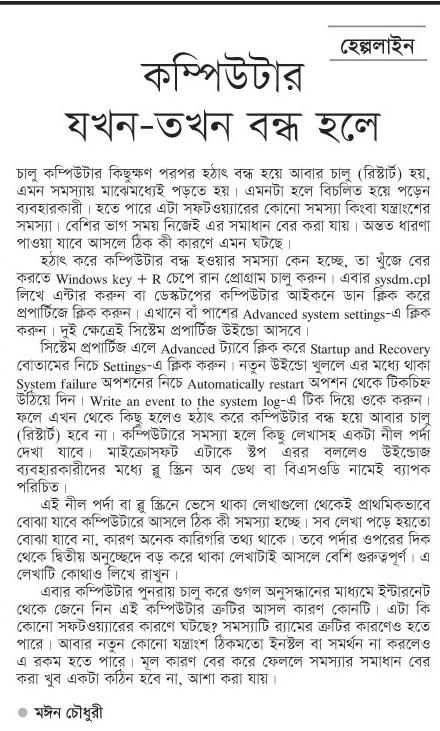 হেল্পলাইন
কম্পিউটার
যখন-তখন বন্ধ হলে
চালু কম্পিউটার কিছুক্ষণ পরপর হঠাৎ বন্ধ হয়ে আবার চালু (রিস্টার্ট) হয়,
এমন সমস্যায় মাঝেমধ্যেই পড়তে হয়। এমনটা হলে বিচলিত হয়ে পড়েন
ব্যবহারকারী। হতে পারে এটা সফটওয়্যারের কোনো সমস্যা কিংবা যন্ত্রাংশের
সমস্যা। বেশির ভাগ সময় নিজেই এর সমাধান বের করা যায়। অন্তত ধারণা
পাওয়া যাবে আসলে ঠিক কী কারণে এমন ঘটছে।
হঠাৎ করে কম্পিউটার বন্ধ হওয়ার সমস্যা কেন হচ্ছে, তা খুঁজে বের
করতে Windows key + R চেপে রান প্রোগ্রাম চালু করুন। এবার sysdm.cpl
লিখে এন্টার করুন বা ডেস্কটপের কম্পিউটার আইকনে ডান ক্লিক করে
প্রপার্টিজে ক্লিক করুন। এখানে বাঁ পাশের Advanced system settings-এ ক্লিক
করুন। দুই ক্ষেত্রেই সিস্টেম প্রপার্টিজ উইন্ডো আসবে।
সিস্টেম প্রপার্টিজ এলে Advanced ট্যাবে ক্লিক করে Startup and Recovery
বোতামের নিচে Settings-এ ক্লিক করুন। নতুন উইন্ডো খুললে এর মধ্যে থাকা
System failure অপশনের নিচে Automatically restart অপশন থেকে টিকচিহ্ন
উঠিয়ে দিন। Write an event to the system log-এ টিক দিয়ে ওকে করুন।
ফলে এখন থেকে কিছু হলেও হঠাৎ করে কম্পিউটার বন্ধ হয়ে আবার চালু
(রিস্টার্ট) হবে না। কম্পিউটারে সমস্যা হলে কিছু লেখাসহ একটা নীল পর্দা
দেখা যাবে। মাইক্রোসফট এটাকে স্টপ এরর বললেও উইন্ডোজ
ব্যবহারকারীদের মধ্যে ব্লু স্ক্রিন অব ডেথ বা বিএসওডি নামেই ব্যাপক
পরিচিত।
এই নীল পর্দা বা ব্লু স্ক্রিনে ভেসে থাকা লেখাগুলো থেকেই প্রাথমিকভাবে
বোঝা যাবে কম্পিউটারে আসলে ঠিক কী সমস্যা হচ্ছে। সব লেখা পড়ে হয়তো
বোঝা যাবে না, কারণ অনেক কারিগরি তথ্য থাকে। তবে পর্দার ওপরের দিক
থেকে দ্বিতীয় অনুচ্ছেদে বড় করে থাকা লেখাটাই আসলে বেশি গুরুত্বপূর্ণ। এ
লেখাটি কোথাও লিখে রাখুন।
এবার কম্পিউটার পুনরায় চালু করে গুগল অনুসন্ধানের মাধ্যমে ইন্টারনেট
থেকে জেনে নিন এই কম্পিউটার ত্রুটির আসল কারণ কোনটি। এটা কি
কোনো সফটওয়্যারের কারণে ঘটছে? সমস্যাটি র‍্যামের ত্রুটির কারণেও হতে
পারে। আবার নতুন কোনো যন্ত্রাংশ ঠিকমতো ইনস্টল বা সমর্থন না করলেও
এ রকম হতে পারে। মূল কারণ বের করে ফেললে সমস্যার সমাধান বের
করা খুব একটা কঠিন হবে না, আশা করা যায়।
● মঈন চৌধুরী